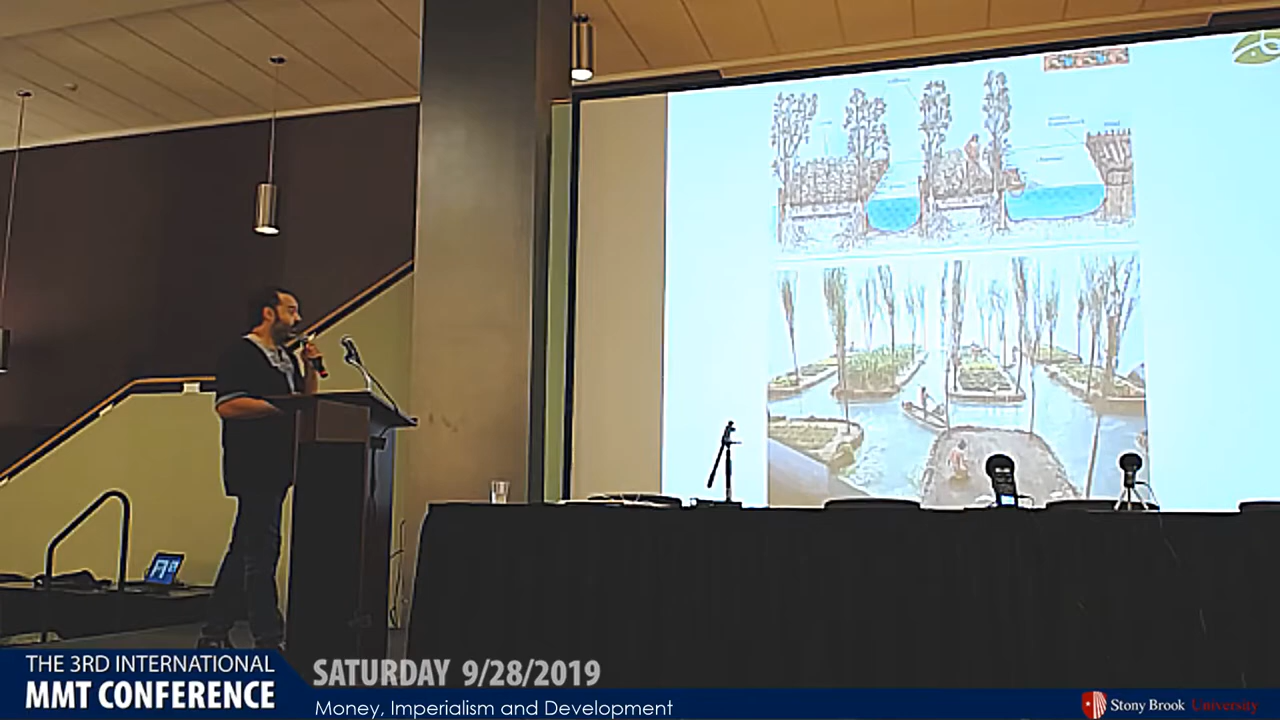 THE 3RD INTERNATIONAL
MMT CONFERENCE
SATURDAY 9/28/2019
Money, Imperialism and Development
Stony Brook University